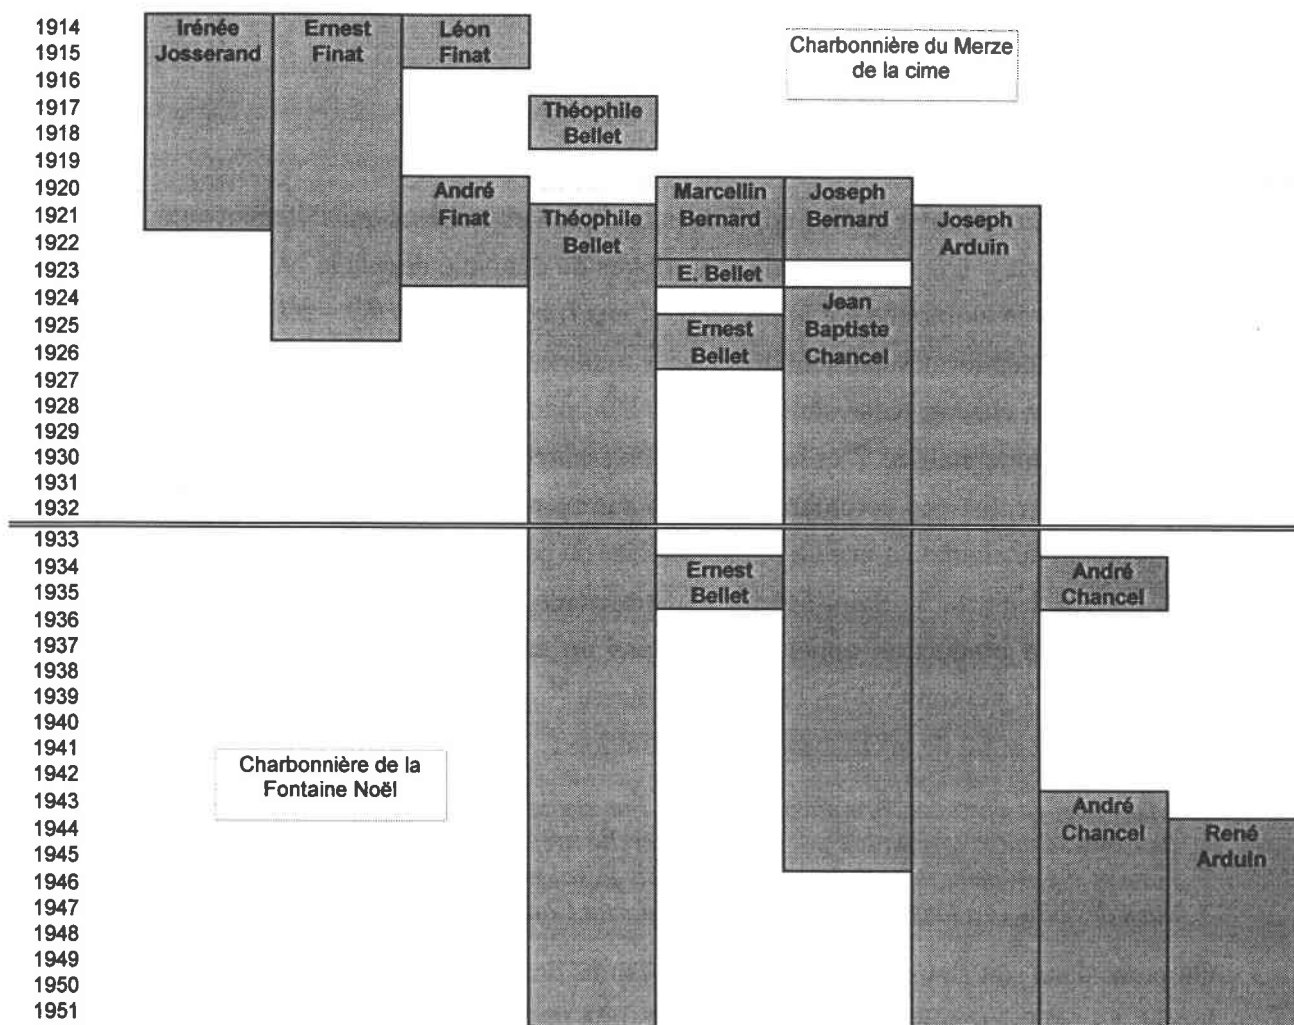 1914
1915
1916
1917
1918
1919
1920
1921
1922
1923
1924
1925
1926
1927
1928
1929
1930
1931
1932
1933
1934
1935
1936
1937
1938
1939
1940
1941
1942
1943
1944
1945
1946
1947
1948
1949
1950
1951
Irénée
Josserand
Ernest
Finat
Léon
Finat
Charbonnière du Merze
de la cime
Théophile
Bellet
André
Finat
Théophile
Bellet
Marcellin
Bernard
Joseph
Bernard
Joseph
Arduin
E. Bellet
Ernest
Bellet
Jean
Baptiste
Chancel
Ernest
Bellet
André
Chancel
Charbonnière de la
Fontaine Noël
André
Chancel
René
Arduin